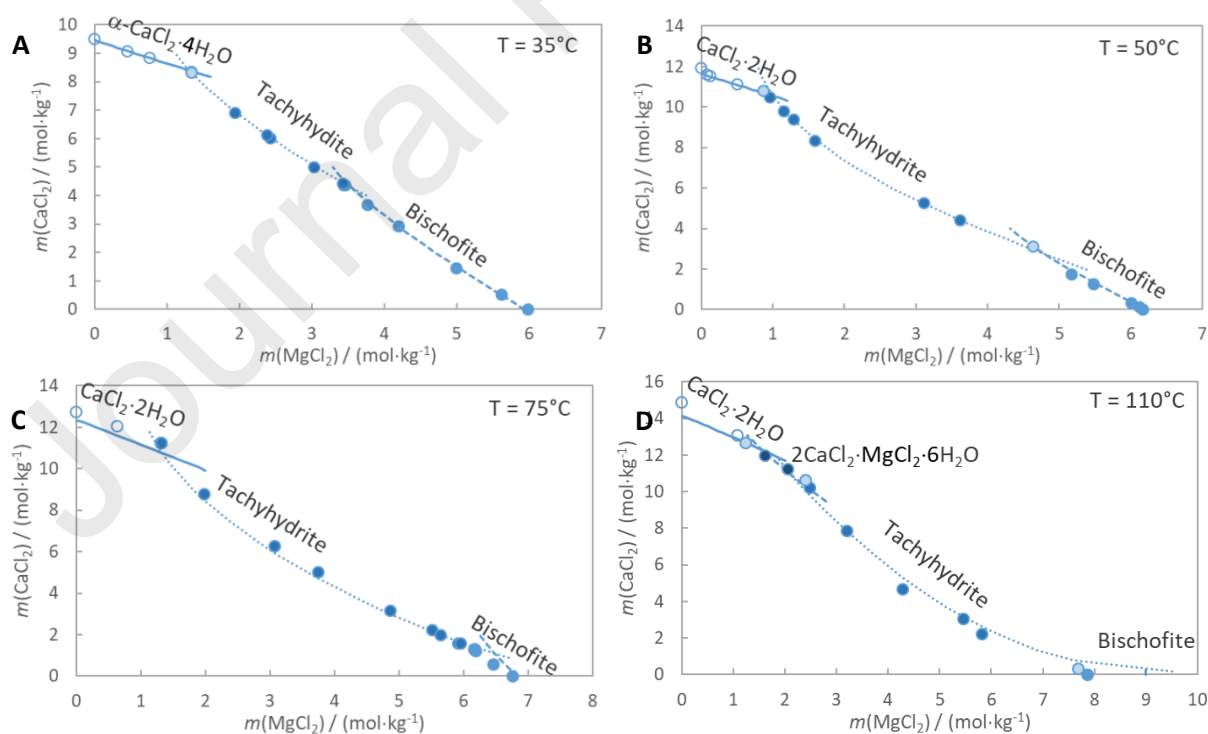 A
α-CaCl₂·4H₂O
T = 35°C
Tachyhydite
Bischofite
m(CaCl₂) / (mol·kg⁻¹)
10
9
8
7
6
5
4
3
2
1
0
0 1 2 3 4 5 6 7
m(MgCl₂) / (mol·kg⁻¹)
B
CaCl₂·2H₂O
T = 50°C
Tachyhydrite
Bischofite
m(CaCl₂) / (mol·kg⁻¹)
14
12
10
8
6
4
2
0
0 1 2 3 4 5 6 7
m(MgCl₂) / (mol·kg⁻¹)
C
CaCl₂·2H₂O
T = 75°C
Tachyhydrite
Bischofite
m(CaCl₂) / (mol·kg⁻¹)
14
12
10
8
6
4
2
0
0 1 2 3 4 5 6 7 8
m(MgCl₂) / (mol·kg⁻¹)
D
CaCl₂·2H₂O
T = 110°C
2CaCl₂·MgCl₂·6H₂O
Tachyhydrite
Bischofite
m(CaCl₂) / (mol·kg⁻¹)
16
14
12
10
8
6
4
2
0
0 1 2 3 4 5 6 7 8 9 10
m(MgCl₂) / (mol·kg⁻¹)
Journal